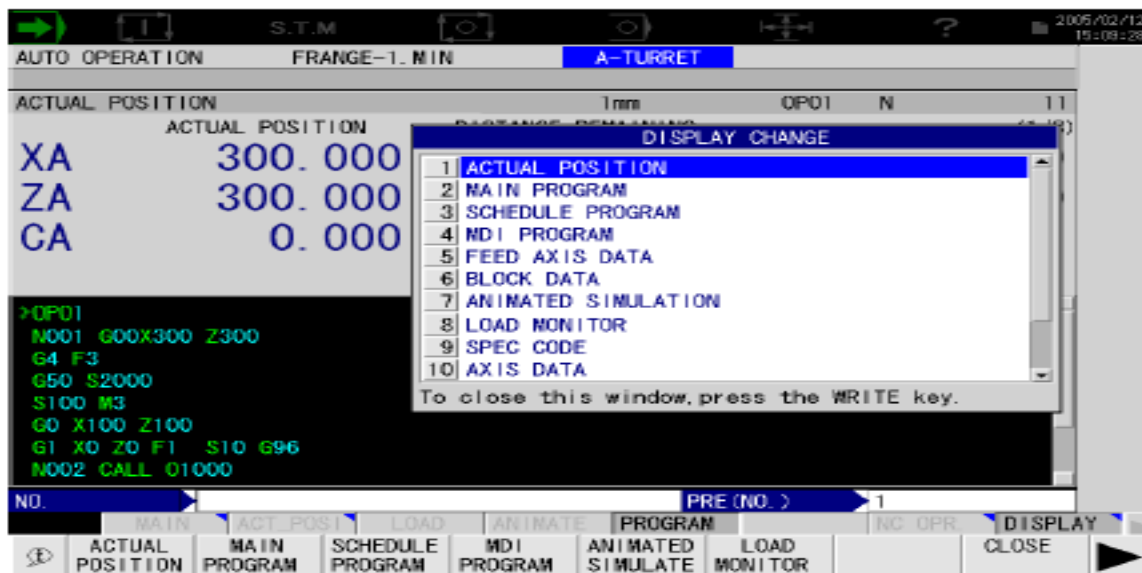 S.T.M
?
2005/02/12
15:09:28
AUTO OPERATION FRANGE-1.MIN A-TURRET
ACTUAL POSITION 1mm OP01 N 11
ACTUAL POSITION
XA 300.000
ZA 300.000
CA 0.000
DISPLAY CHANGE
1 ACTUAL POSITION
2 MAIN PROGRAM
3 SCHEDULE PROGRAM
4 MDI PROGRAM
5 FEED AXIS DATA
6 BLOCK DATA
7 ANIMATED SIMULATION
8 LOAD MONITOR
9 SPEC CODE
10 AXIS DATA
To close this window,press the WRITE key.
>OP01
N001 G00X300 Z300
G4 F3
G50 S2000
S100 M3
G0 X100 Z100
G1 X0 Z0 F1 S10 G96
N002 CALL O1000
NO. PRE(NO.) 1
MAIN ACT_POSI LOAD ANIMATE PROGRAM NC OPR. DISPLAY
ACTUAL MAIN SCHEDULE MDI ANIMATED LOAD CLOSE
POSITION PROGRAM PROGRAM PROGRAM SIMULATE MONITOR